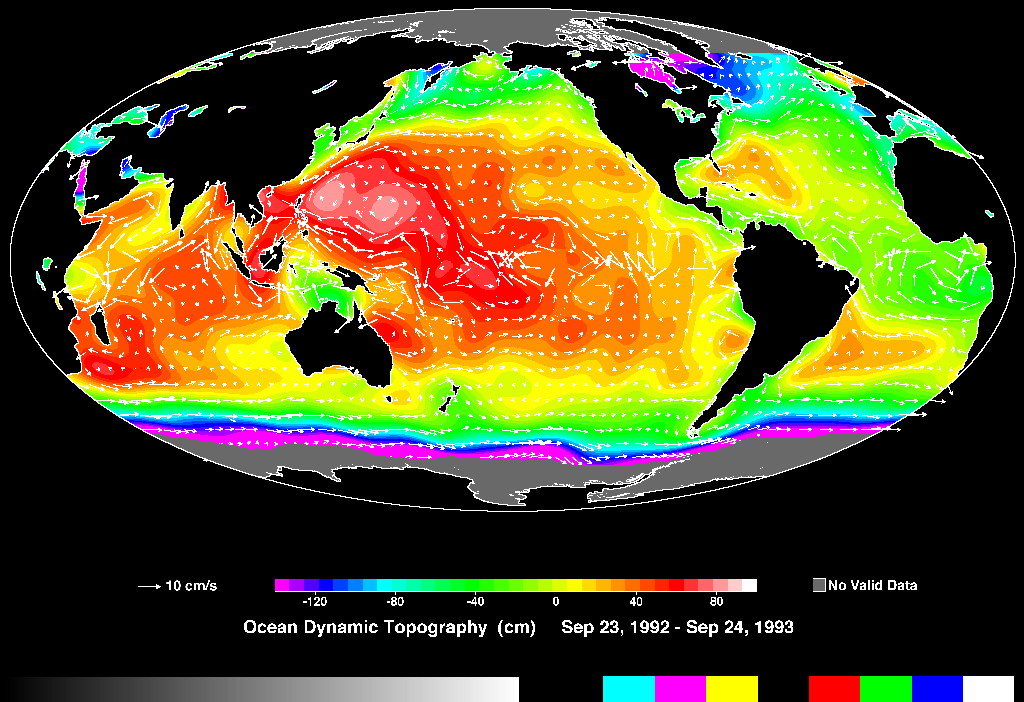 10 cm/s
No Valid Data
-120 -80 -40 0 40 80
Ocean Dynamic Topography (cm) Sep 23, 1992 - Sep 24, 1993